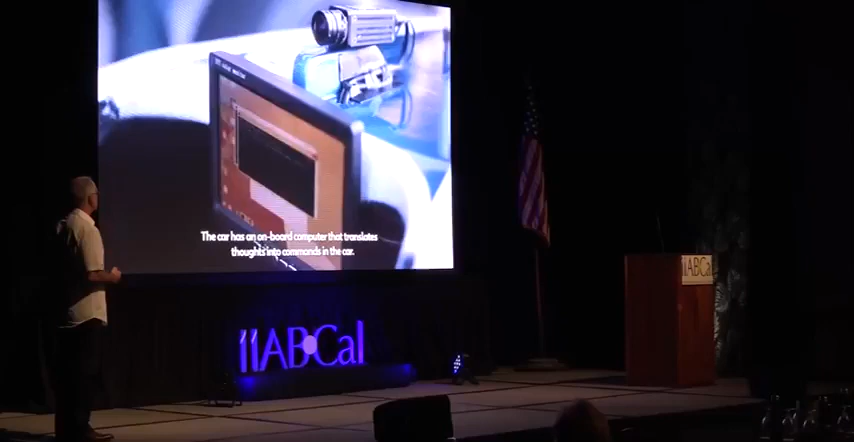 The car has an on-board computer that translates
thoughts into commands in the car.
IIABCal
IIABCal